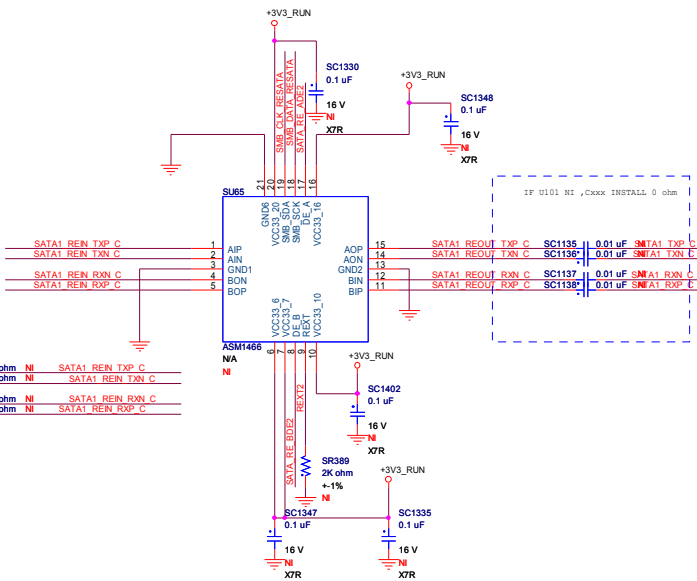 +3V3_RUN
SC1330
0.1 uF
16 V
NI
X7R
+3V3_RUN
SC1348
0.1 uF
16 V
NI
X7R
SMB_CLK_RESATA
SMB_DATA_RESATA
SATA_RE_ADE2
21
20
19
18
17
16
SU65
GND6
VCC33_20
SMB_SDA
SMB_SCK
DE_A
VCC33_16
IF U101 NI ,Cxxx INSTALL 0 ohm
SATA1_REIN_TXP_C 1 AIP
SATA1_REIN_TXN_C 2 AIN
3 GND1
SATA1_REIN_RXN_C 4 BON
SATA1_REIN_RXP_C 5 BOP
AOP 15 SATA1_REOUT_TXP_C SC1135 0.01 uF NI SATA1_TXP_C
AON 14 SATA1_REOUT_TXN_C SC1136 0.01 uF NI SATA1_TXN_C
GND2 13
BIN 12 SATA1_REOUT_RXN_C SC1137 0.01 uF NI SATA1_RXN_C
BIP 11 SATA1_REOUT_RXP_C SC1138 0.01 uF NI SATA1_RXP_C
VCC33_6
VCC33_7
DE_B
REXT
VCC33_10
ASM1466
N/A
NI
6
7
8
9
10
ohm NI SATA1_REIN_TXP_C
ohm NI SATA1_REIN_TXN_C
ohm NI SATA1_REIN_RXN_C
ohm NI SATA1_REIN_RXP_C
+3V3_RUN
SC1402
0.1 uF
16 V
NI
X7R
SATA_RE_BDE2
REXT2
SR389
2K ohm
+-1%
NI
+3V3_RUN
SC1347
0.1 uF
16 V
NI
X7R
SC1335
0.1 uF
16 V
NI
X7R